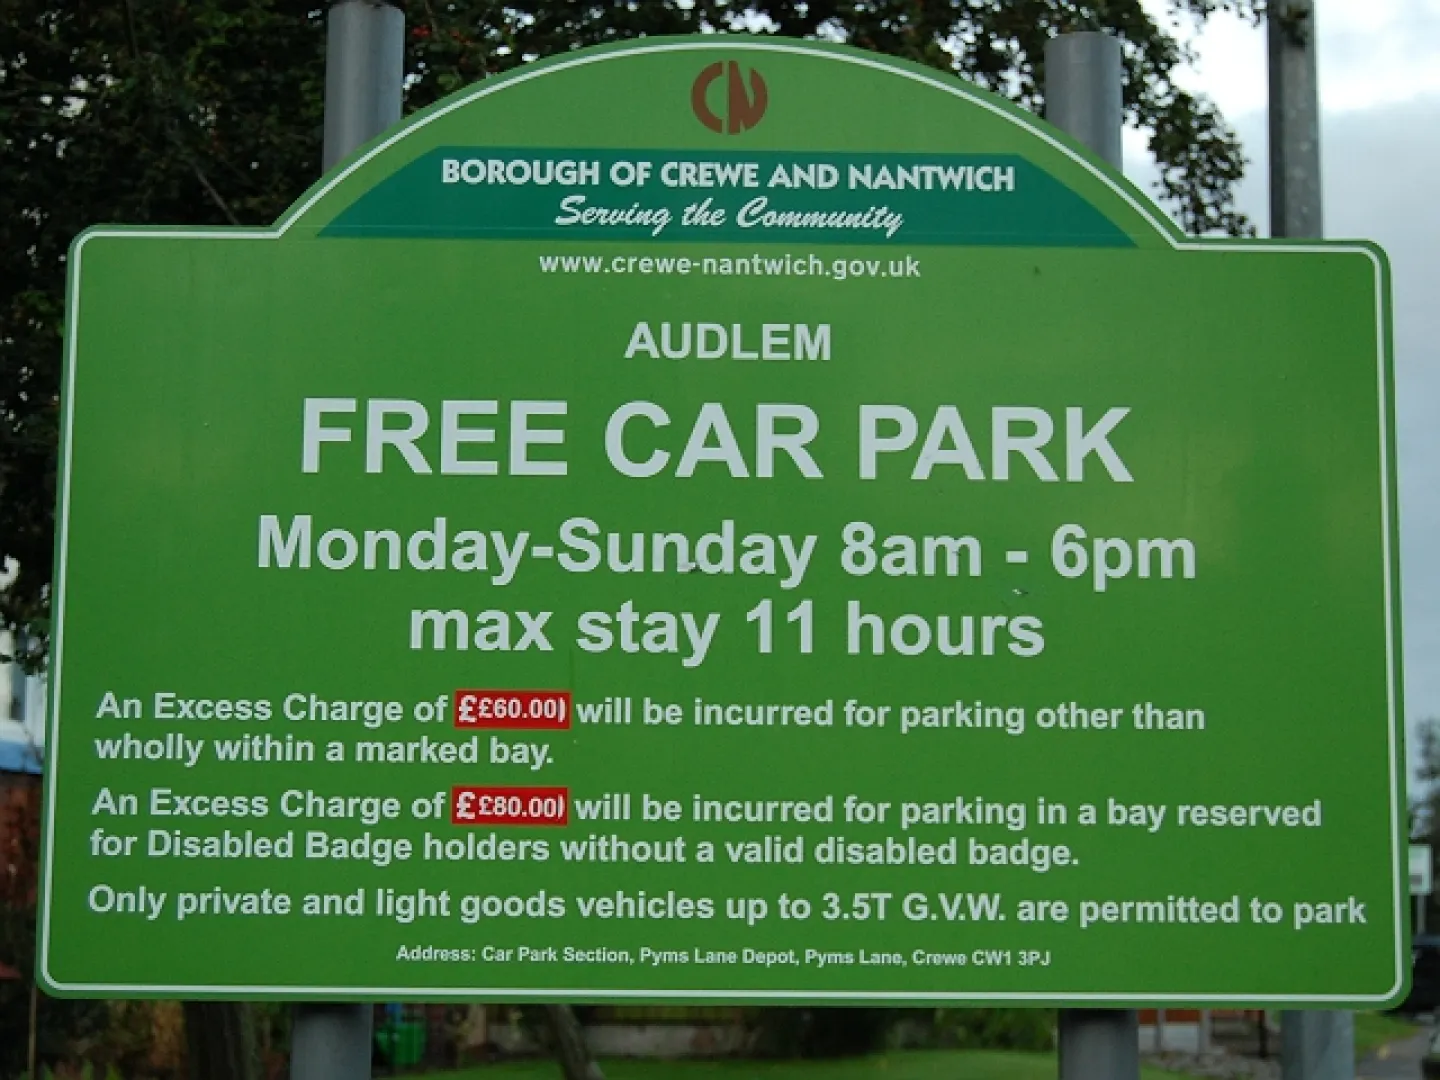 CN
BOROUGH OF CREWE AND NANTWICH
Serving the Community
www.crewe-nantwich.gov.uk
AUDLEM
FREE CAR PARK
Monday-Sunday 8am - 6pm
max stay 11 hours
An Excess Charge of ££60.00) will be incurred for parking other than
wholly within a marked bay.
An Excess Charge of ££80.00) will be incurred for parking in a bay reserved
for Disabled Badge holders without a valid disabled badge.
Only private and light goods vehicles up to 3.5T G.V.W. are permitted to park
Address: Car Park Section, Pyms Lane Depot, Pyms Lane, Crewe CW1 3PJ